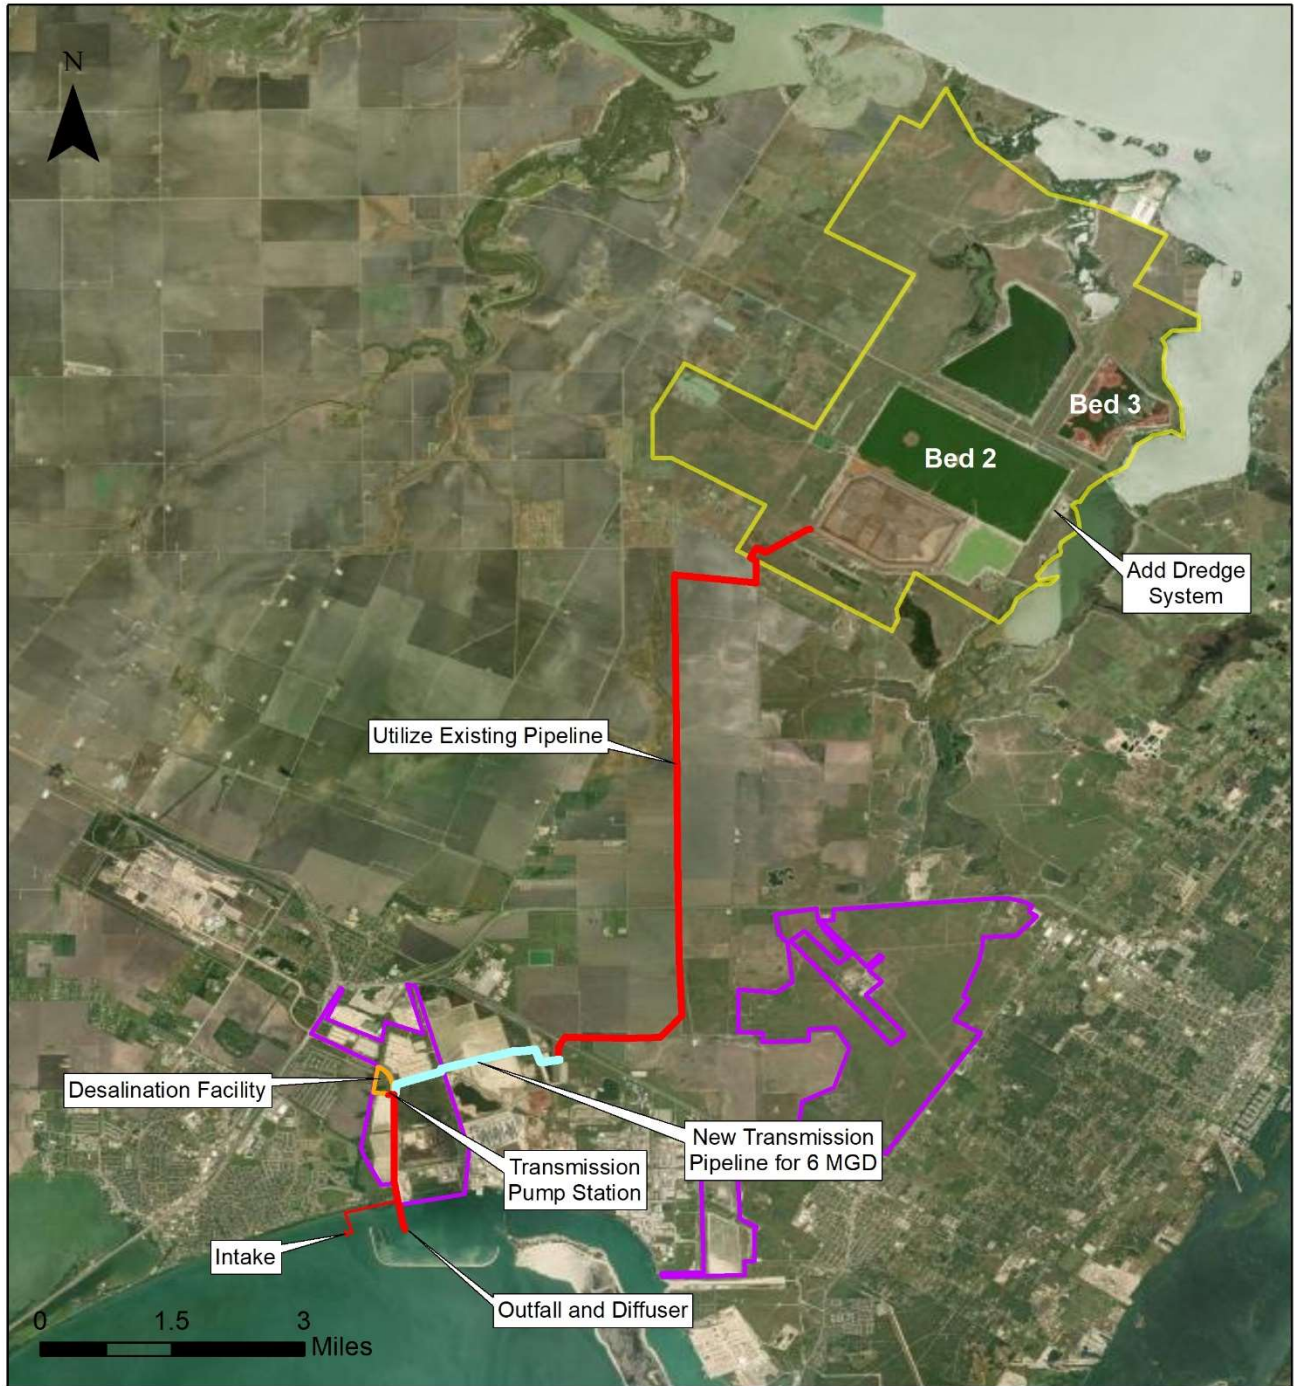 N
Bed 3
Bed 2
Add Dredge
System
Utilize Existing Pipeline
Desalination Facility
New Transmission
Pipeline for 6 MGD
Transmission
Pump Station
Intake
Outfall and Diffuser
0 1.5 3
Miles